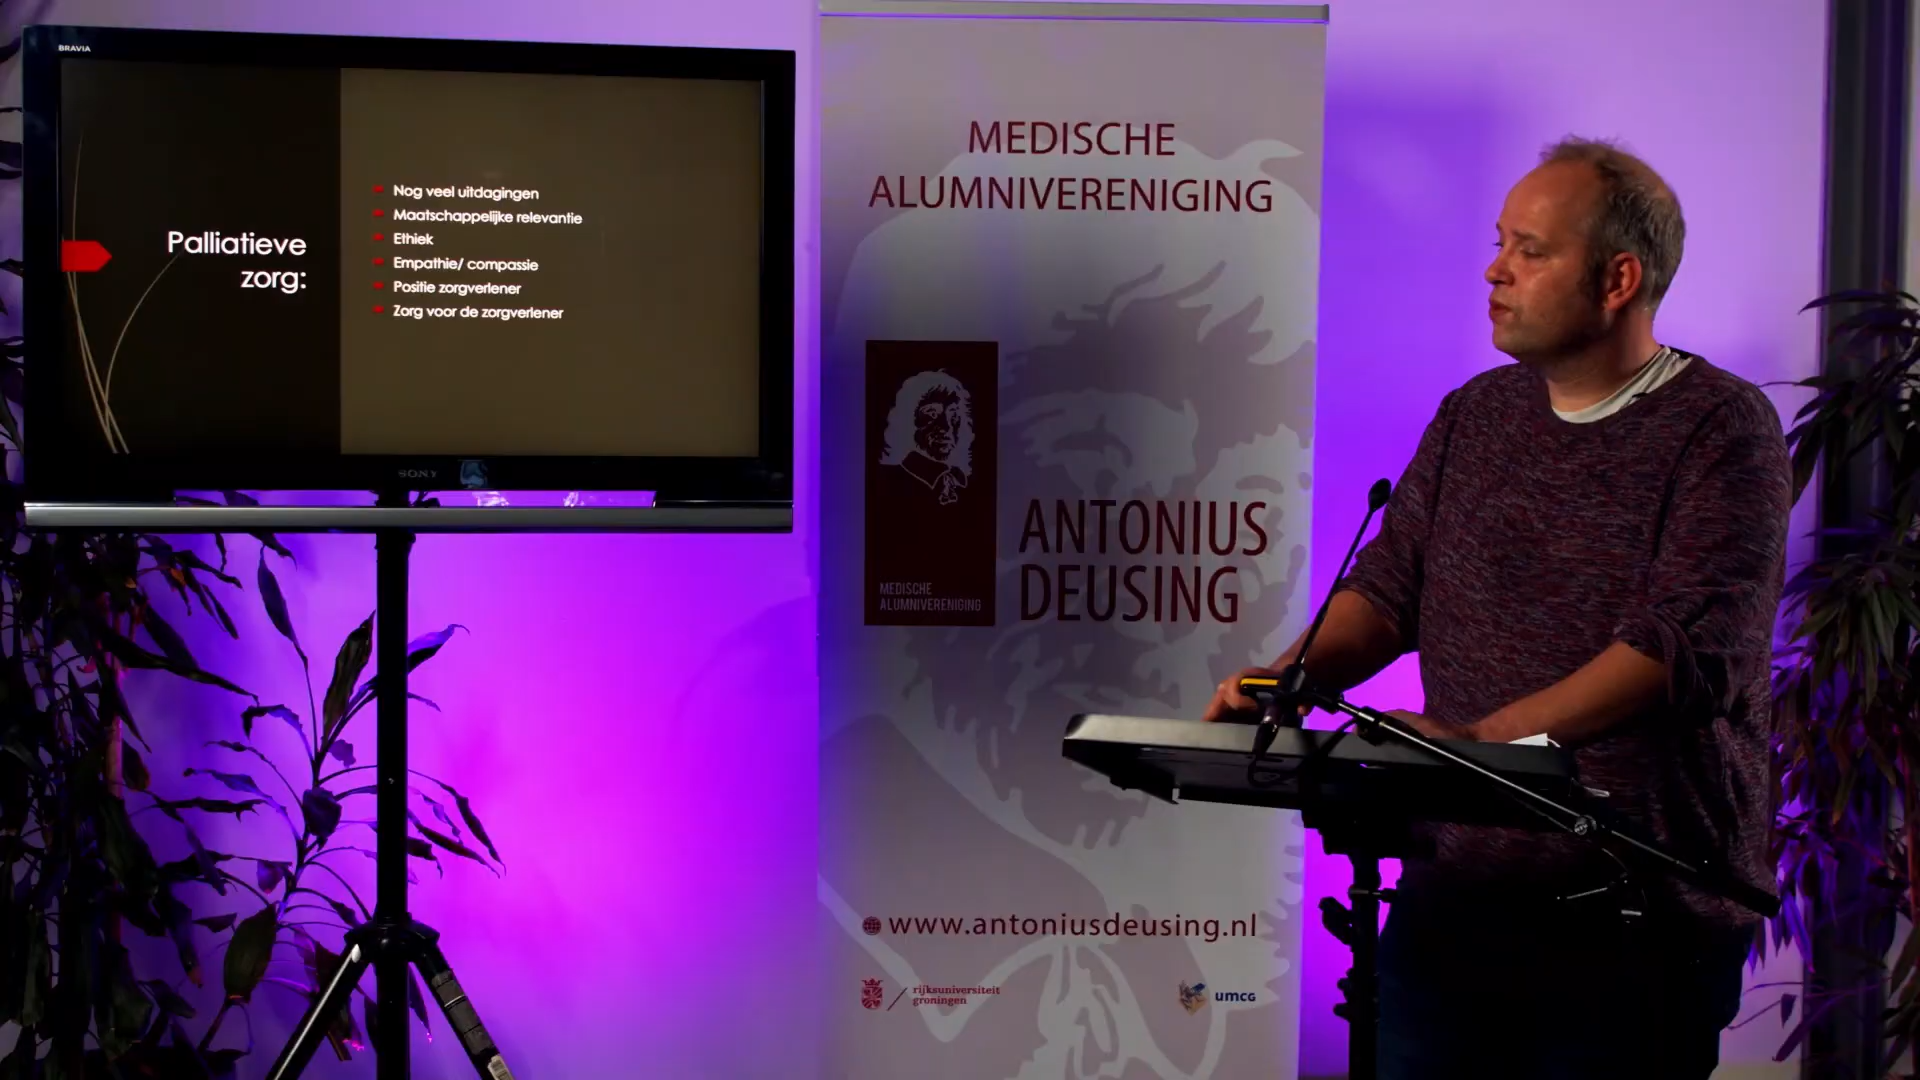 BRAVIA
Palliatieve
zorg:
Nog veel uitdagingen
Maatschappelijke relevantie
Ethiek
Empathie/ compassie
Positie zorgverlener
Zorg voor de zorgverlener
SONY
MEDISCHE
ALUMNIVERENIGING
MEDISCHE
ALUMNIVERENIGING
ANTONIUS
DEUSING
www.antoniusdeusing.nl
rijksuniversiteit
groningen
umcg